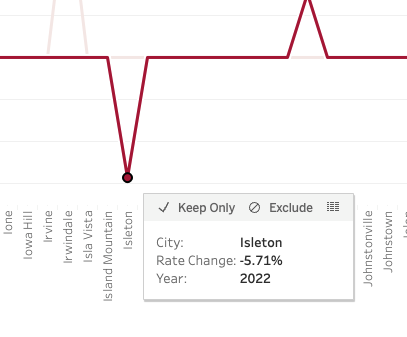 Keep Only Exclude
City: Isleton
Rate Change: -5.71%
Year: 2022
Ione
Iowa Hill
Irvine
Irwindale
Isla Vista
Island Mountain
Isleton
Johnstonville
Johnstown